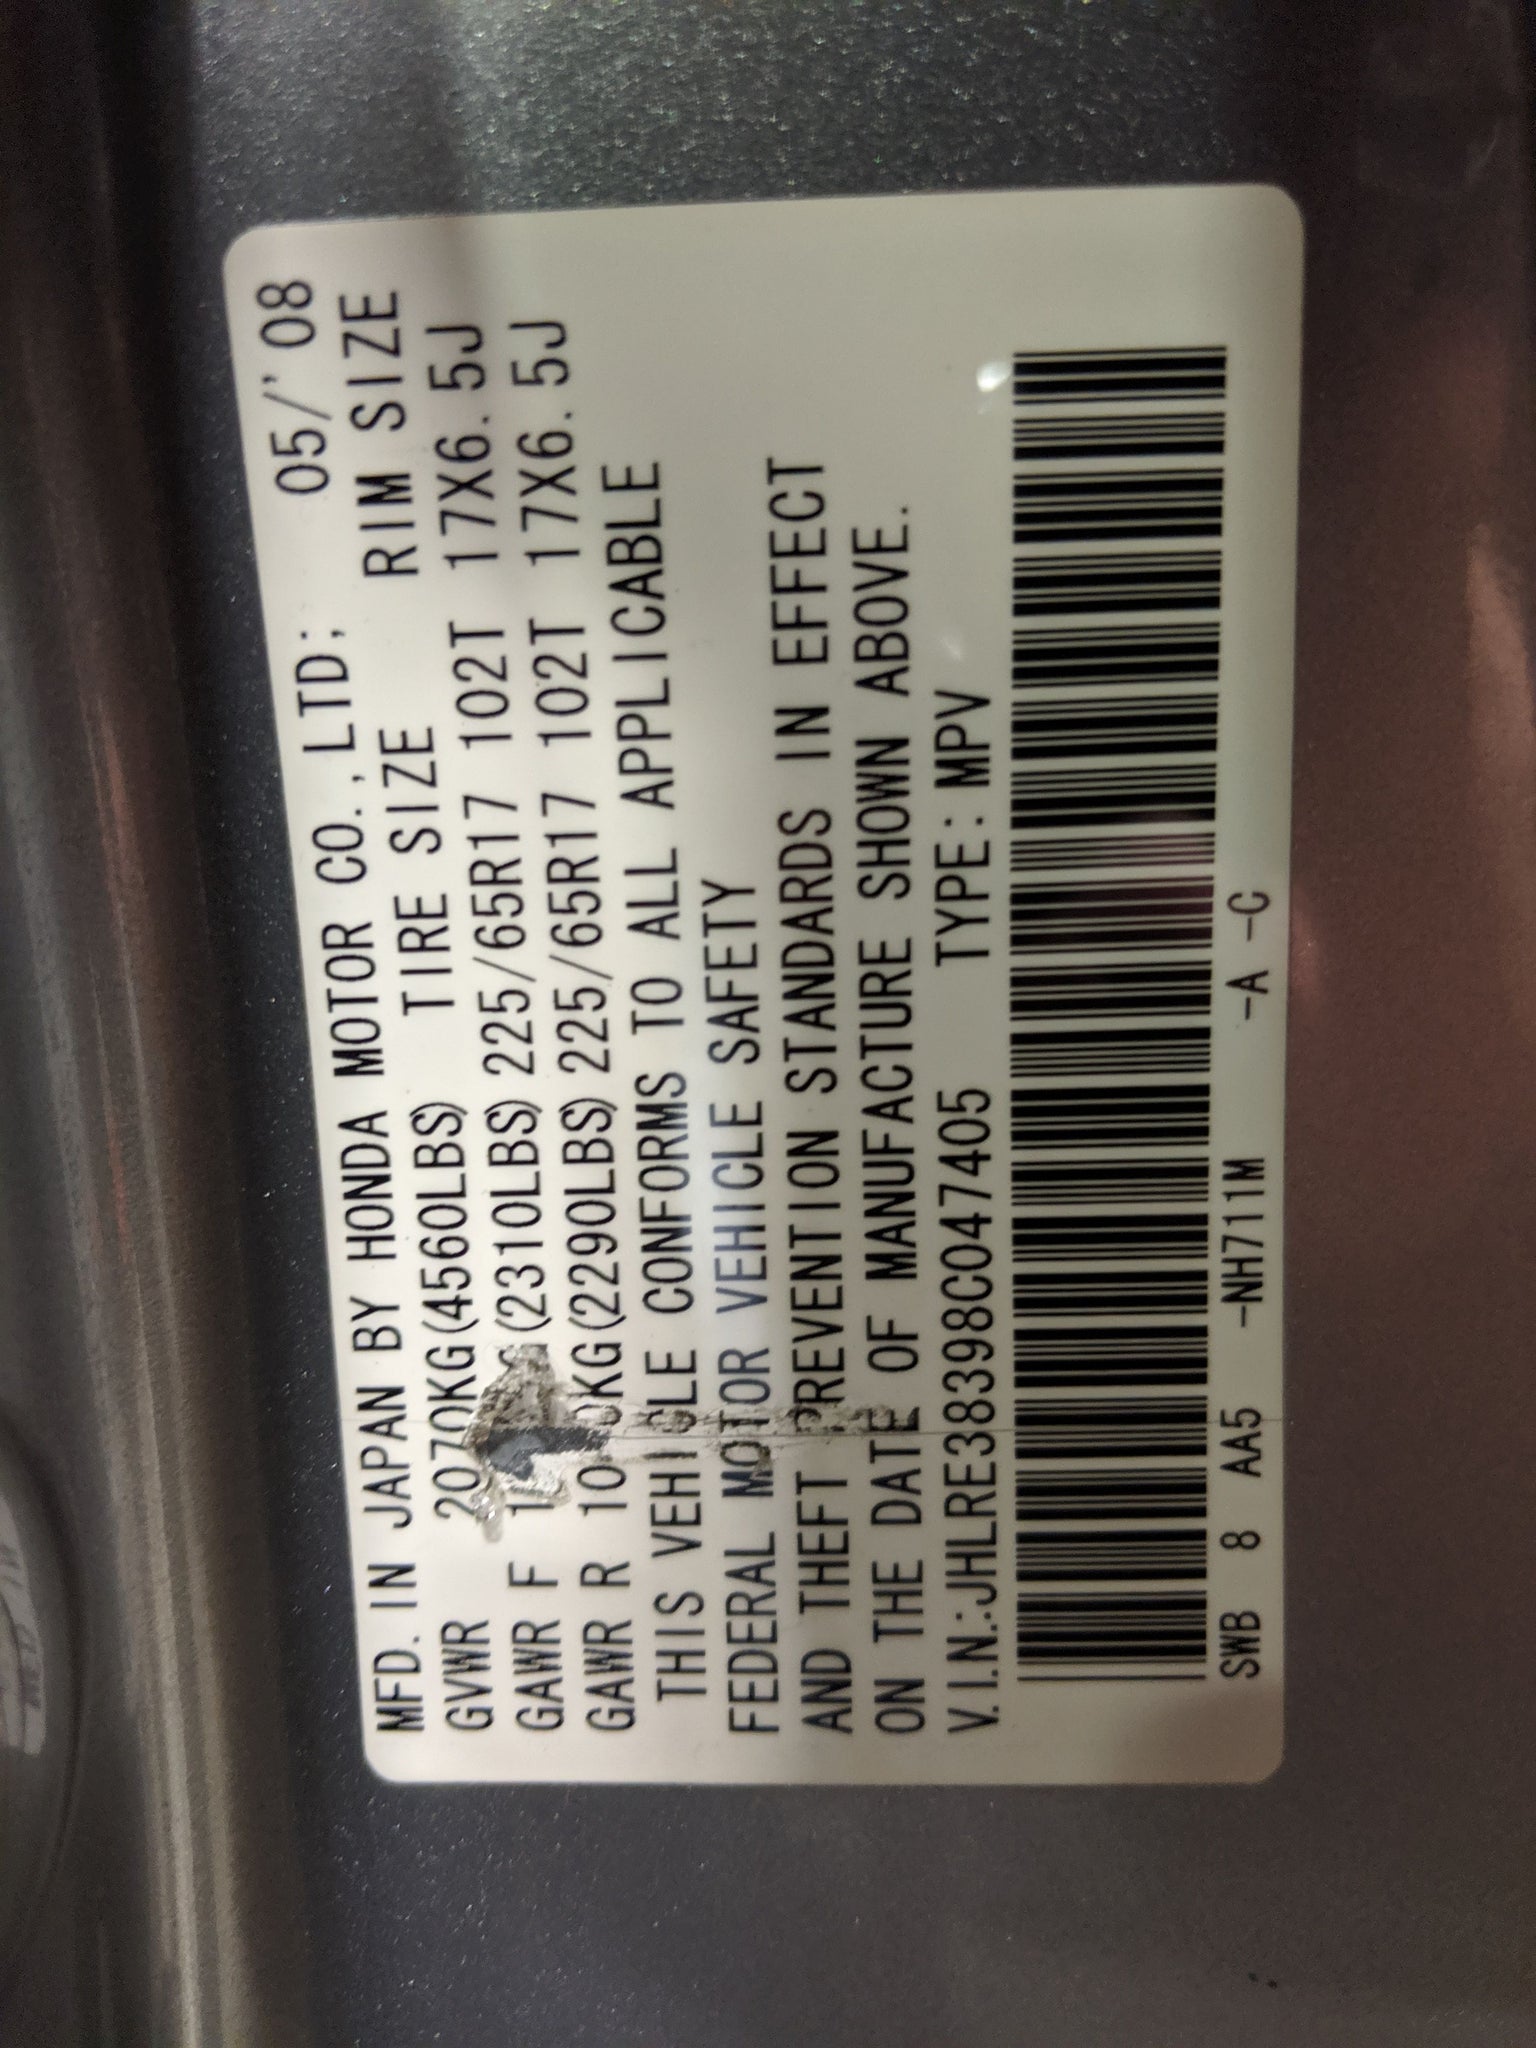 MFD. IN JAPAN BY HONDA MOTOR CO.,LTD; 05/'08
GVWR 2070KG(4560LBS) TIRE SIZE RIM SIZE
GAWR F (2310LBS) 225/65R17 102T 17X6.5J
GAWR R (2290LBS) 225/65R17 102T 17X6.5J
THIS VEHICLE CONFORMS TO ALL APPLICABLE
FEDERAL MOTOR VEHICLE SAFETY
AND THEFT PREVENTION STANDARDS IN EFFECT
ON THE DATE OF MANUFACTURE SHOWN ABOVE.
V.I.N.:JHLRE38398C047405 TYPE:MPV
SWB 8 AA5 -NH711M -A -C